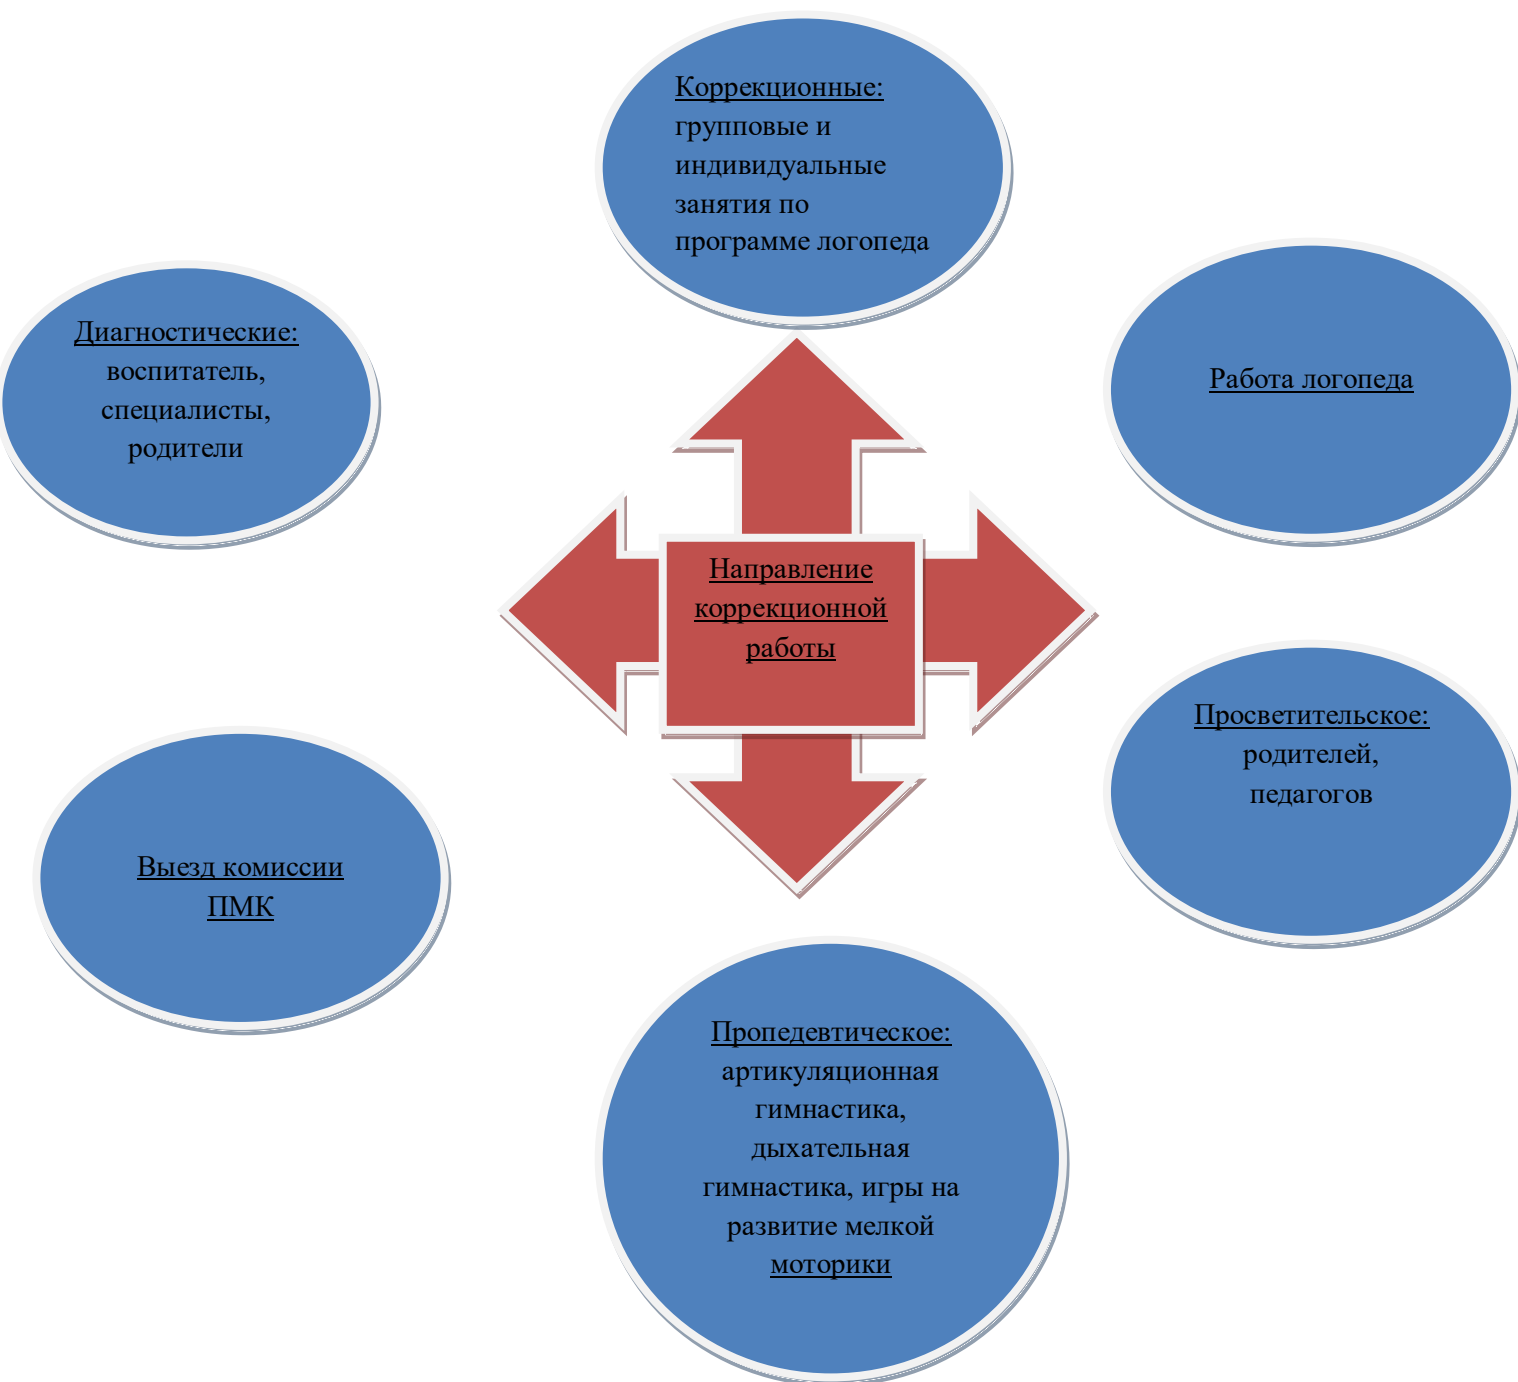 Коррекционные:
групповые и
индивидуальные
занятия по
программе логопеда
Диагностические:
воспитатель,
специалисты,
родители
Работа логопеда
Направление
коррекционной
работы
Просветительское:
родителей,
педагогов
Выезд комиссии
ПМК
Пропедевтическое:
артикуляционная
гимнастика,
дыхательная
гимнастика, игры на
развитие мелкой
моторики